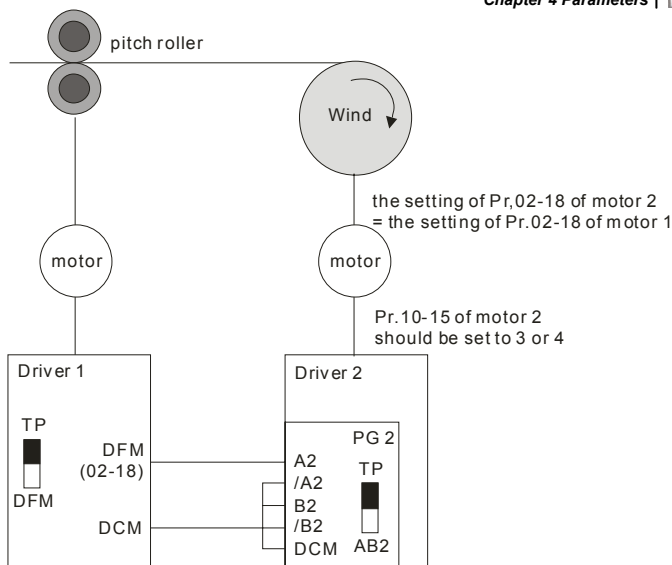 Chapter 4 Parameters |
pitch roller
Wind
the setting of Pr,02-18 of motor 2
= the setting of Pr.02-18 of motor 1
motor
motor
Pr.10-15 of motor 2
should be set to 3 or 4
Driver 1
Driver 2
TP
DFM
DFM
(02-18)
DCM
PG 2
A2
/A2
B2
/B2
DCM
TP
AB2